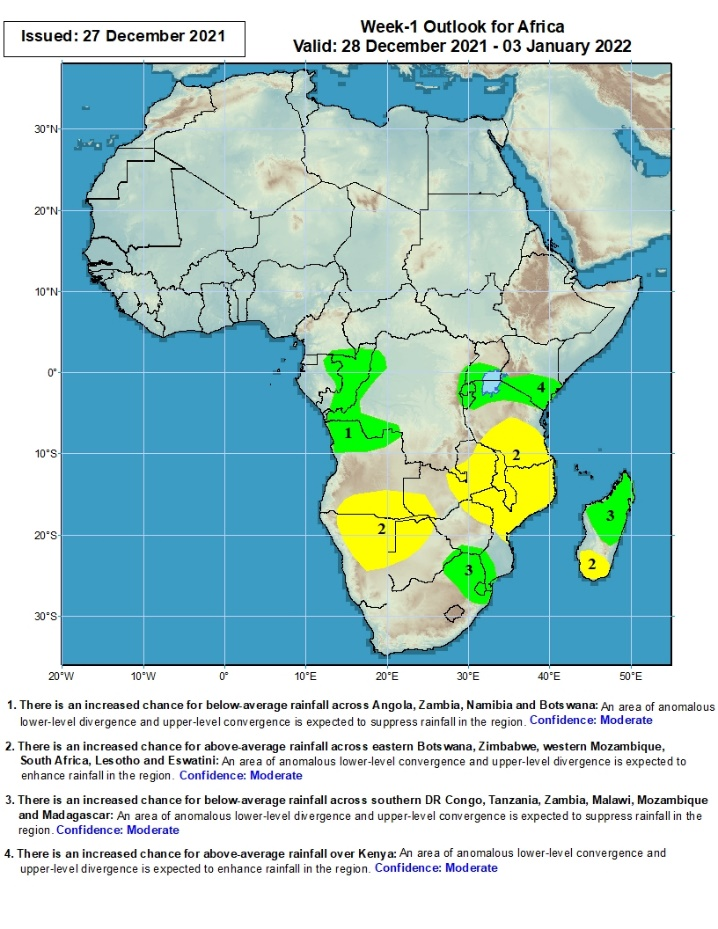 Issued: 27 December 2021
Week-1 Outlook for Africa
Valid: 28 December 2021 - 03 January 2022
30°N
20°N
10°N
0°
4
1
2
10°S
3
2
20°S
2
3
30°S
20°W 10°W 0° 10°E 20°E 30°E 40°E 50°E
1. There is an increased chance for below-average rainfall across Angola, Zambia, Namibia and Botswana: An area of anomalous
lower-level divergence and upper-level convergence is expected to suppress rainfall in the region. Confidence: Moderate
2. There is an increased chance for above-average rainfall across eastern Botswana, Zimbabwe, western Mozambique,
South Africa, Lesotho and Eswatini: An area of anomalous lower-level convergence and upper-level divergence is expected to
enhance rainfall in the region. Confidence: Moderate
3. There is an increased chance for below-average rainfall across southern DR Congo, Tanzania, Zambia, Malawi, Mozambique
and Madagascar: An area of anomalous lower-level divergence and upper-level convergence is expected to suppress rainfall in the
region. Confidence: Moderate
4. There is an increased chance for above-average rainfall over Kenya: An area of anomalous lower-level convergence and
upper-level divergence is expected to enhance rainfall in the region. Confidence: Moderate